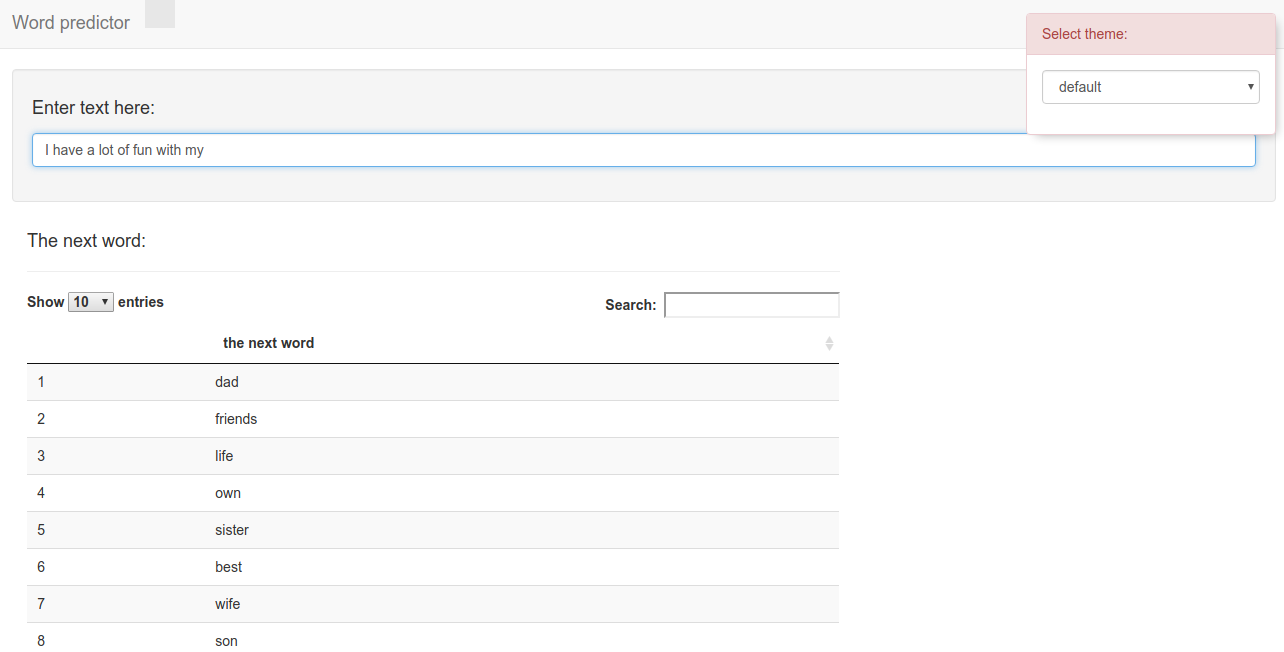 Word predictor
Select theme:
default
Enter text here:
I have a lot of fun with my
The next word:
Show 10 entries
Search:
the next word
1 dad
2 friends
3 life
4 own
5 sister
6 best
7 wife
8 son